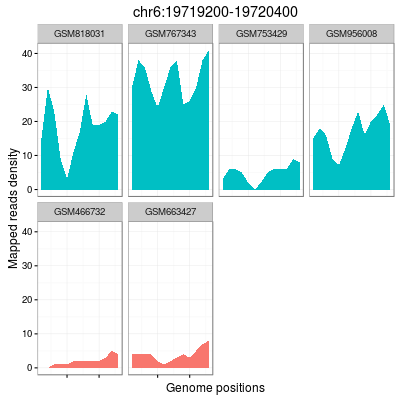 chr6:19719200-19720400
GSM818031 GSM767343 GSM753429 GSM956008
40
30
20
10
0
GSM466732 GSM663427
40
30
20
10
0
Mapped reads density
Genome positions